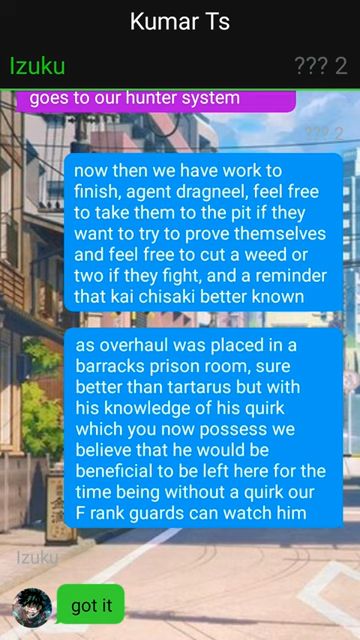 Kumar Ts
Izuku
??? 2
goes to our hunter system
??? 2
now then we have work to
finish, agent dragneel, feel free
to take them to the pit if they
want to try to prove themselves
and feel free to cut a weed or
two if they fight, and a reminder
that kai chisaki better known
as overhaul was placed in a
barracks prison room, sure
better than tartarus but with
his knowledge of his quirk
which you now possess we
believe that he would be
beneficial to be left here for the
time being without a quirk our
F rank guards can watch him
Izuku
got it